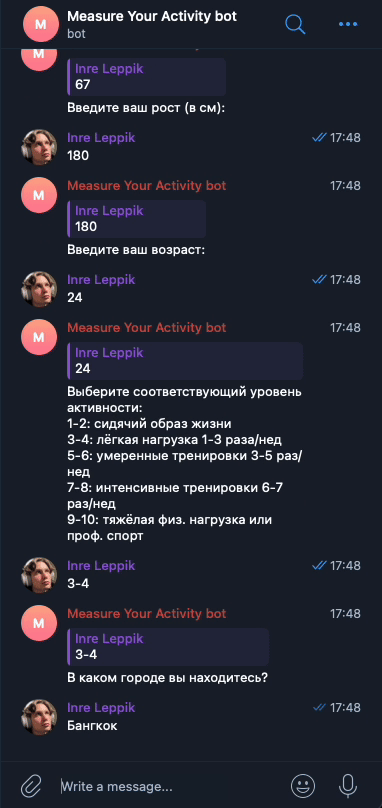 Measure Your Activity bot
bot
M
M
Inre Leppik
67
Введите ваш рост (в см):
Inre Leppik
17:48
180
Measure Your Activity bot
17:48
M
Inre Leppik
180
Введите ваш возраст:
Inre Leppik
17:48
24
Measure Your Activity bot
17:48
M
Inre Leppik
24
Выберите соответствующий уровень
активности:
1-2: сидячий образ жизни
3-4: лёгкая нагрузка 1-3 раза/нед
5-6: умеренные тренировки 3-5 раз/
нед
7-8: интенсивные тренировки 6-7
раз/нед
9-10: тяжёлая физ. нагрузка или
проф. спорт
Inre Leppik
17:48
3-4
Measure Your Activity bot
17:48
M
Inre Leppik
3-4
В каком городе вы находитесь?
Inre Leppik
17:48
Бангкок
Write a message...